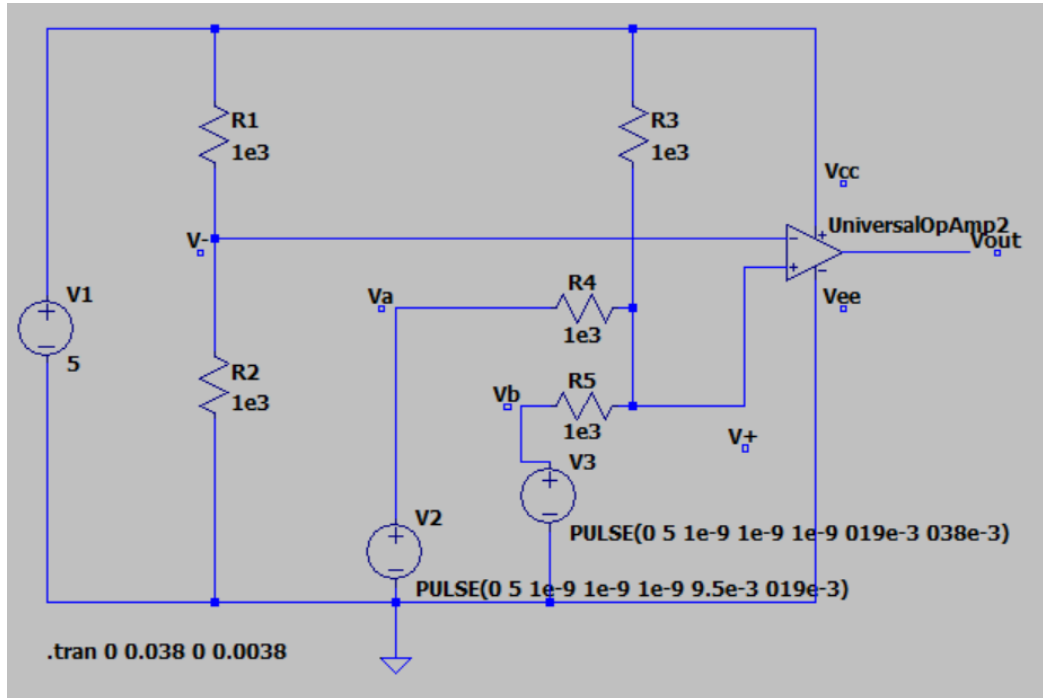 R1
1e3
R3
1e3
Vcc
V-
UniversalOpAmp2
Vout
V1
5
Va
R4
1e3
Vee
R2
1e3
Vb
R5
1e3
V+
V3
PULSE(0 5 1e-9 1e-9 1e-9 019e-3 038e-3)
V2
PULSE(0 5 1e-9 1e-9 1e-9 9.5e-3 019e-3)
.tran 0 0.038 0 0.0038